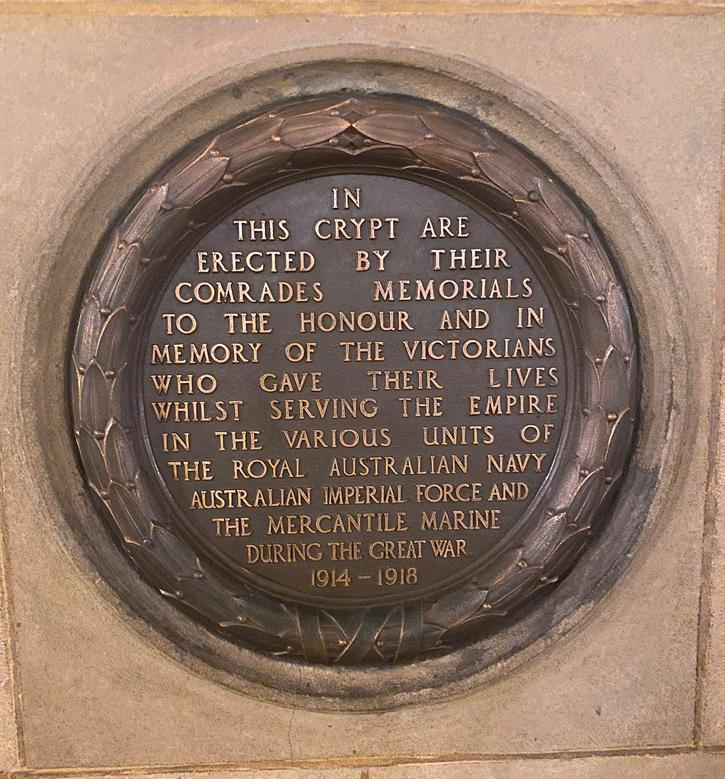 IN
THIS CRYPT ARE
ERECTED BY THEIR
COMRADES MEMORIALS
TO THE HONOUR AND IN
MEMORY OF THE VICTORIANS
WHO GAVE THEIR LIVES
WHILST SERVING THE EMPIRE
IN THE VARIOUS UNITS OF
THE ROYAL AUSTRALIAN NAVY
AUSTRALIAN IMPERIAL FORCE AND
THE MERCANTILE MARINE
DURING THE GREAT WAR
1914 – 1918